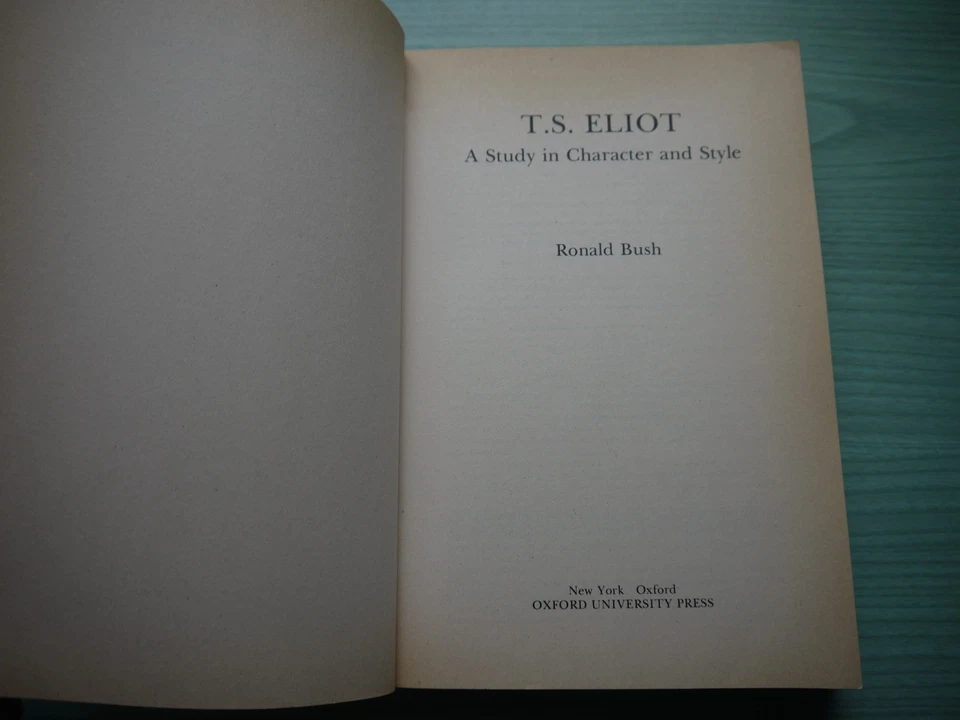 T.S. ELIOT
A Study in Character and Style
Ronald Bush
New York Oxford
OXFORD UNIVERSITY PRESS